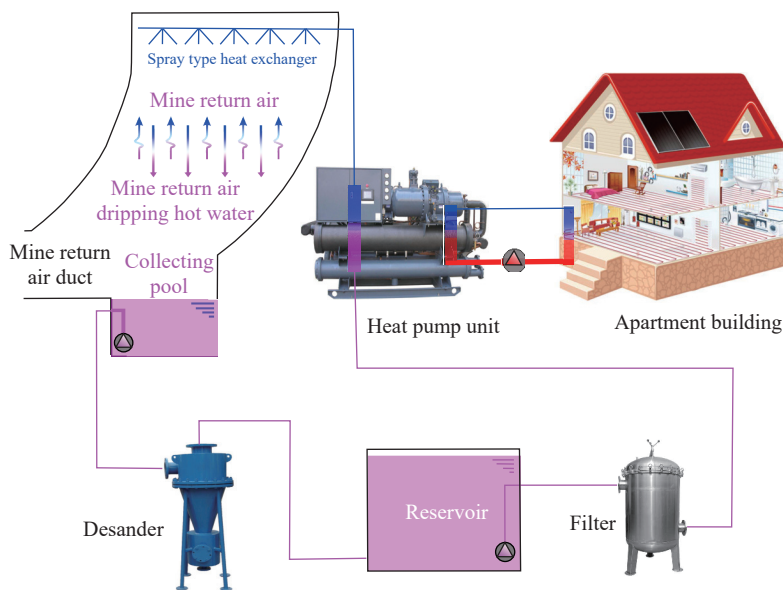 Spray type heat exchanger
Mine return air
Mine return air
dripping hot water
Mine return
air duct
Collecting
pool
Heat pump unit
Apartment building
Desander
Reservoir
Filter